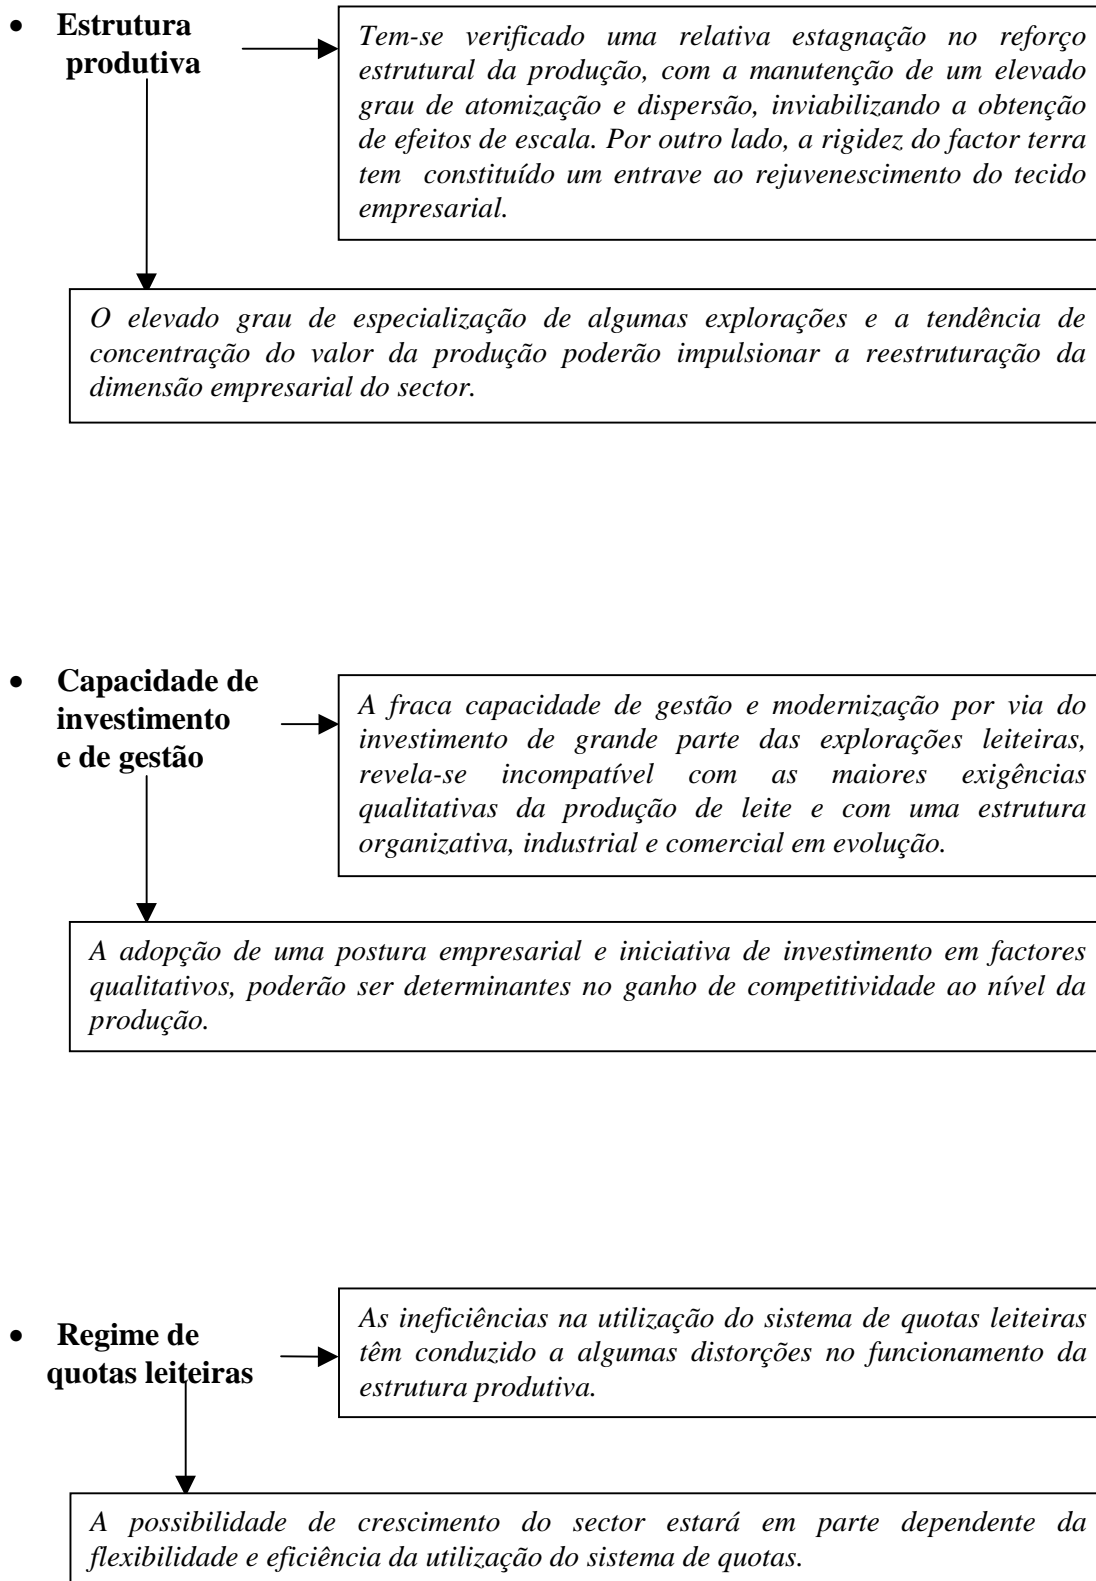 • Estrutura
produtiva
Tem-se verificado uma relativa estagnação no reforço
estrutural da produção, com a manutenção de um elevado
grau de atomização e dispersão, inviabilizando a obtenção
de efeitos de escala. Por outro lado, a rigidez do factor terra
tem constituído um entrave ao rejuvenescimento do tecido
empresarial.
O elevado grau de especialização de algumas explorações e a tendência de
concentração do valor da produção poderão impulsionar a reestruturação da
dimensão empresarial do sector.
• Capacidade de
investimento
e de gestão
A fraca capacidade de gestão e modernização por via do
investimento de grande parte das explorações leiteiras,
revela-se incompatível com as maiores exigências
qualitativas da produção de leite e com uma estrutura
organizativa, industrial e comercial em evolução.
A adopção de uma postura empresarial e iniciativa de investimento em factores
qualitativos, poderão ser determinantes no ganho de competitividade ao nível da
produção.
• Regime de
quotas leiteiras
As ineficiências na utilização do sistema de quotas leiteiras
têm conduzido a algumas distorções no funcionamento da
estrutura produtiva.
A possibilidade de crescimento do sector estará em parte dependente da
flexibilidade e eficiência da utilização do sistema de quotas.